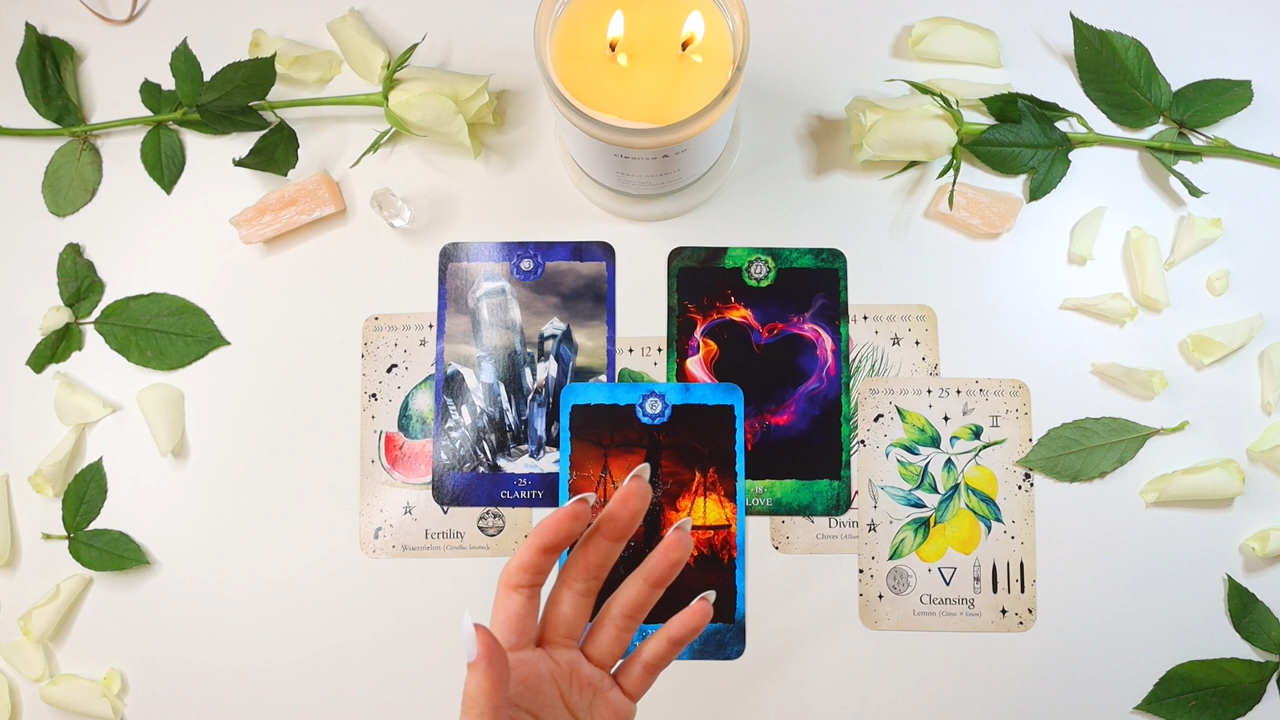 cleanse & co.
12
4
25
·25·
CLARITY
·18·
LOVE
Fertility
Watermelon (Citrullus lanatus)
Divin
Chives (Allium
Cleansing
Lemon (Citrus × limon)